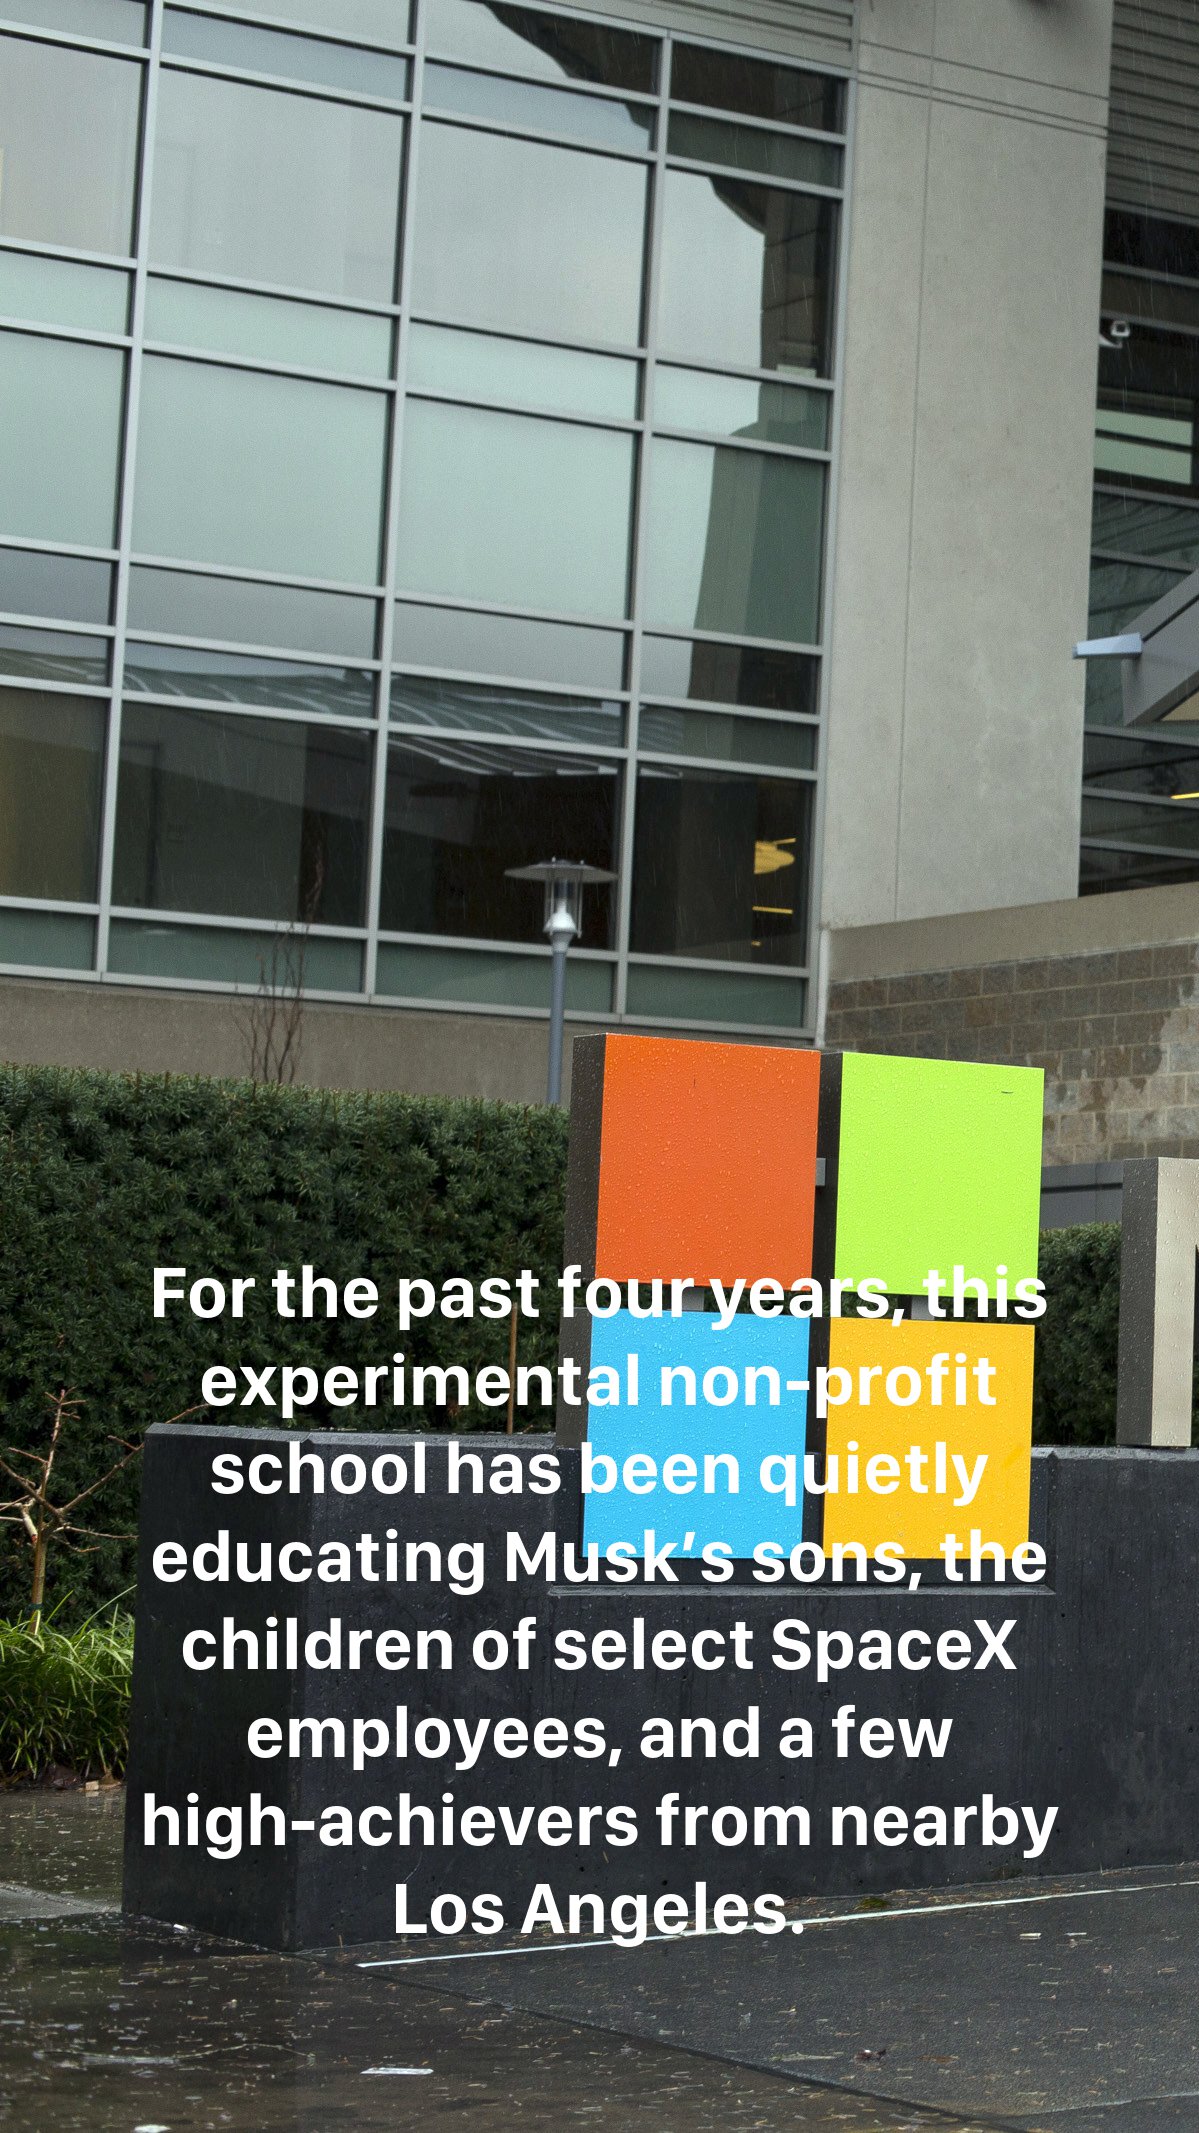 For the past four years, this
experimental non-profit
school has been quietly
educating Musk’s sons, the
children of select SpaceX
employees, and a few
high-achievers from nearby
Los Angeles.